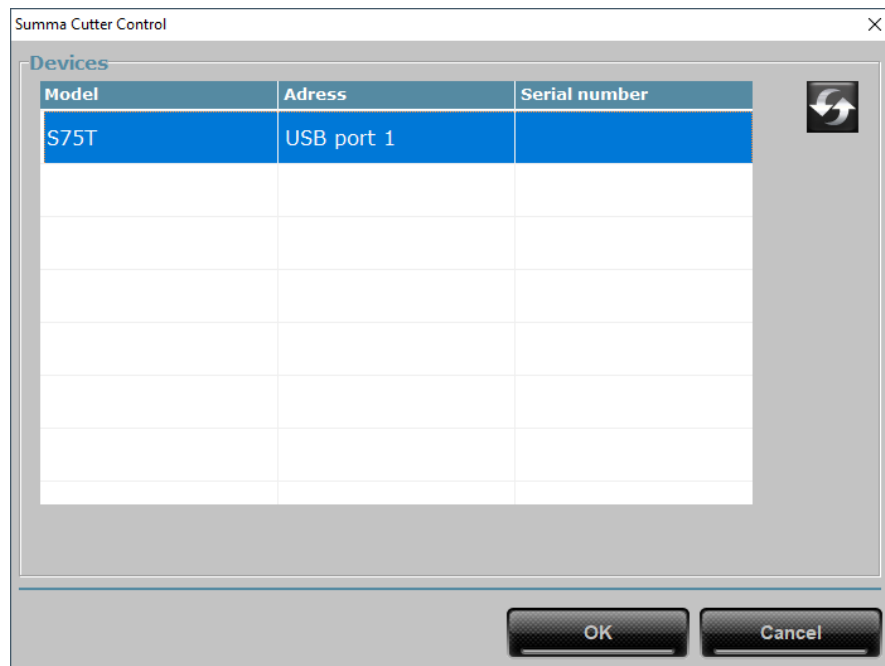 Summa Cutter Control
Devices
Model Adress Serial number
S75T USB port 1
OK Cancel